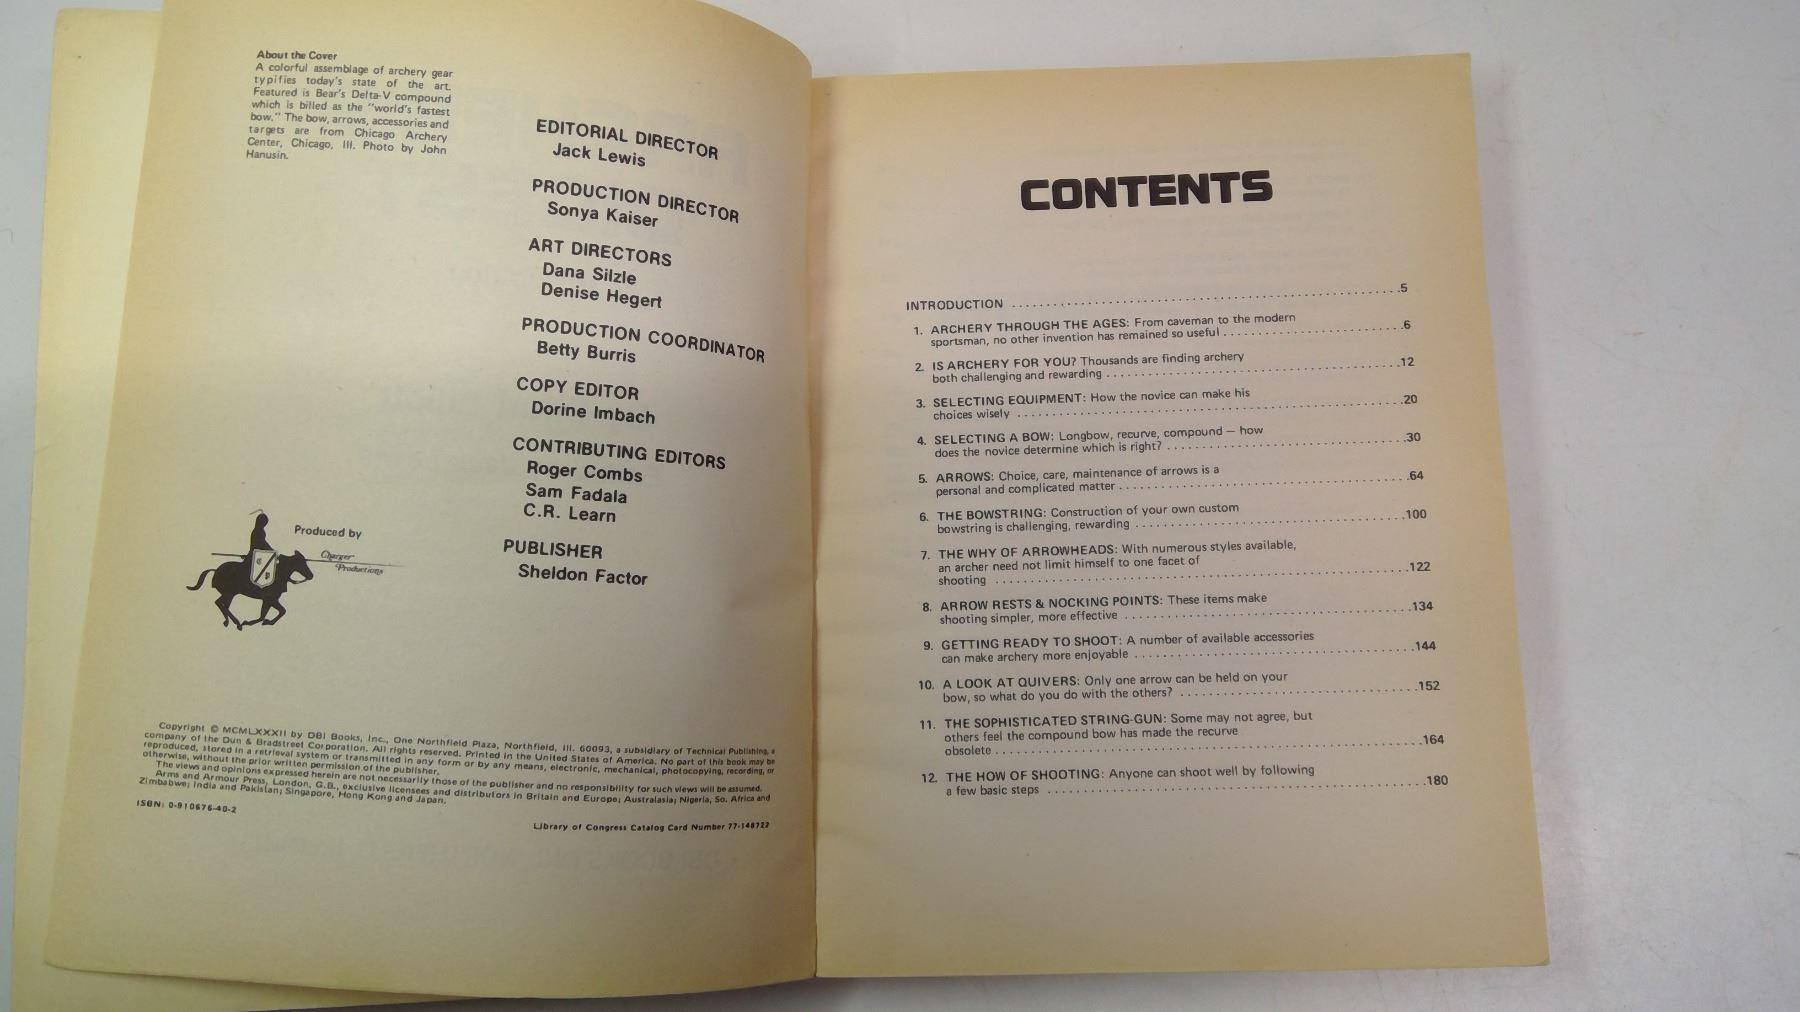 About the Cover
A colorful assemblage of archery gear
typifies today's state of the art.
Featured is Bear's Delta-V compound
which is billed as the "world's fastest
bow." The bow, arrows, accessories and
targets are from Chicago Archery
Center, Chicago, Ill. Photo by John
Hanusin.
EDITORIAL DIRECTOR
Jack Lewis
PRODUCTION DIRECTOR
Sonya Kaiser
ART DIRECTORS
Dana Silzle
Denise Hegert
PRODUCTION COORDINATOR
Betty Burris
COPY EDITOR
Dorine Imbach
CONTRIBUTING EDITORS
Roger Combs
Sam Fadala
C.R. Learn
PUBLISHER
Sheldon Factor
Produced by
Charger
Productions
C
P
Copyright © MCMLXXXII by DBI Books, Inc., One Northfield Plaza, Northfield, Ill. 60093, a subsidiary of Technical Publishing, a
company of the Dun & Bradstreet Corporation. All rights reserved. Printed in the United States of America. No part of this book may be
reproduced, stored in a retrieval system or transmitted in any form or by any means, electronic, mechanical, photocopying, recording, or
otherwise, without the prior written permission of the publisher.
The views and opinions expressed herein are not necessarily those of the publisher and no responsibility for such views will be assumed.
Arms and Armour Press, London, G.B., exclusive licensees and distributors in Britain and Europe; Australasia; Nigeria, So. Africa and
Zimbabwe; India and Pakistan; Singapore, Hong Kong and Japan.
ISBN: 0-910676-40-2
Library of Congress Catalog Card Number 77-148722
CONTENTS
INTRODUCTION ..... 5
1. ARCHERY THROUGH THE AGES: From caveman to the modern
sportsman, no other invention has remained so useful ..... 6
2. IS ARCHERY FOR YOU? Thousands are finding archery
both challenging and rewarding ..... 12
3. SELECTING EQUIPMENT: How the novice can make his
choices wisely ..... 20
4. SELECTING A BOW: Longbow, recurve, compound — how
does the novice determine which is right? ..... 30
5. ARROWS: Choice, care, maintenance of arrows is a
personal and complicated matter ..... 64
6. THE BOWSTRING: Construction of your own custom
bowstring is challenging, rewarding ..... 100
7. THE WHY OF ARROWHEADS: With numerous styles available,
an archer need not limit himself to one facet of
shooting ..... 122
8. ARROW RESTS & NOCKING POINTS: These items make
shooting simpler, more effective ..... 134
9. GETTING READY TO SHOOT: A number of available accessories
can make archery more enjoyable ..... 144
10. A LOOK AT QUIVERS: Only one arrow can be held on your
bow, so what do you do with the others? ..... 152
11. THE SOPHISTICATED STRING-GUN: Some may not agree, but
others feel the compound bow has made the recurve
obsolete ..... 164
12. THE HOW OF SHOOTING: Anyone can shoot well by following
a few basic steps ..... 180